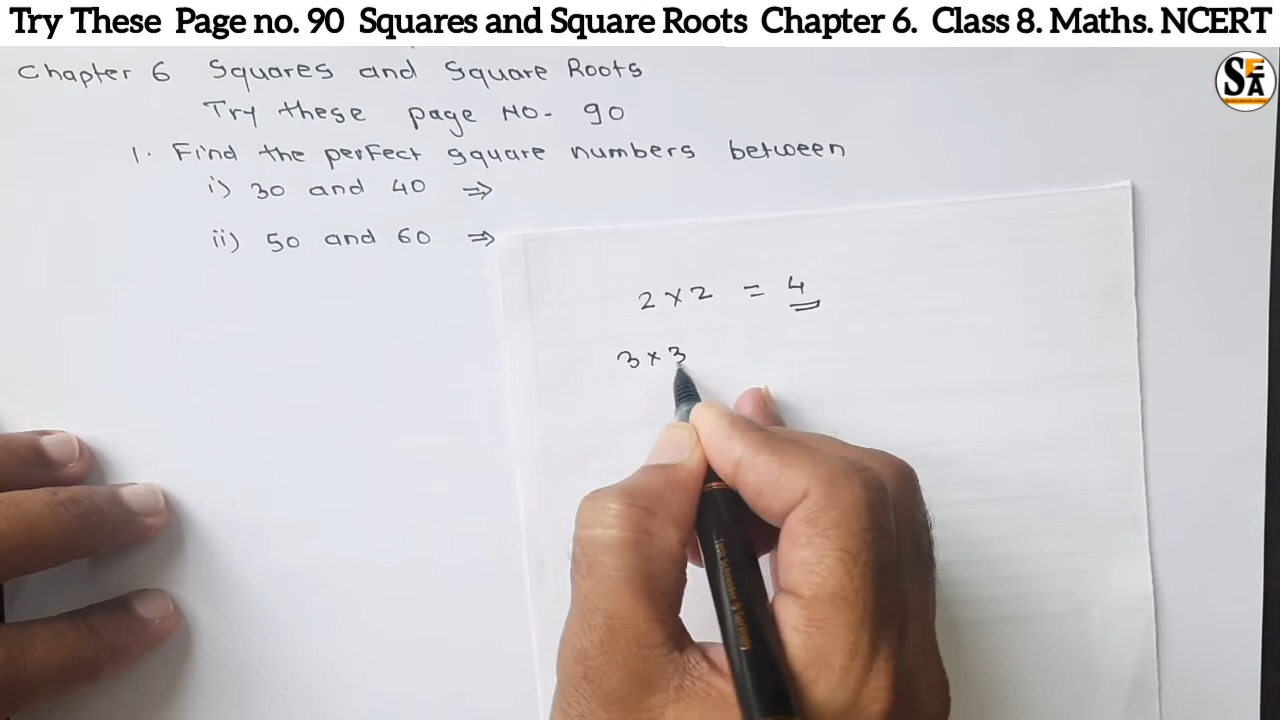 Try These Page no. 90 Squares and Square Roots Chapter 6. Class 8. Maths. NCERT
Chapter 6 Squares and Square Roots
Try these page No- 90
1. Find the perfect square numbers between
i) 30 and 40 ⇒
ii) 50 and 60 ⇒
2 × 2 = 4
3 × 3